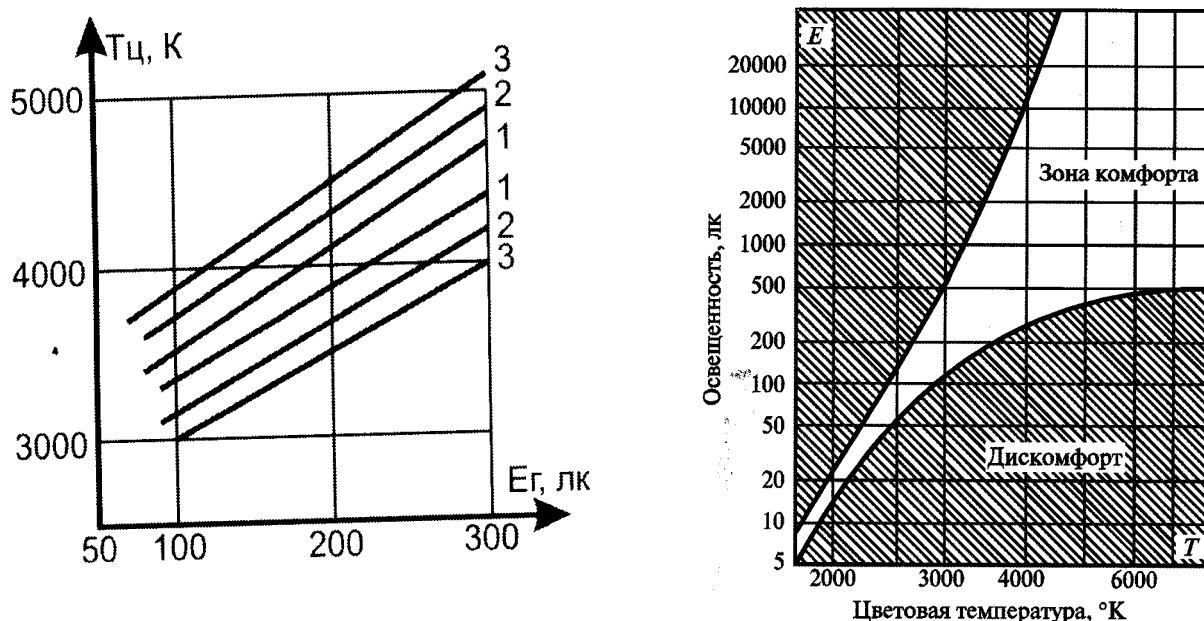 Тц, К
5000
4000
3000
3
2
1
1
2
3
Eг, лк
50 100 200 300
E
Освещенность, лк
20000
10000
5000
2000
1000
500
200
100
50
20
10
5
Зона комфорта
Дискомфорт
T
2000 3000 4000 6000
Цветовая температура, °K